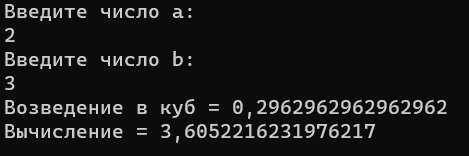 Введите число a:
2
Введите число b:
3
Возведение в куб = 0,2962962962962962
Вычисление = 3,6052216231976217